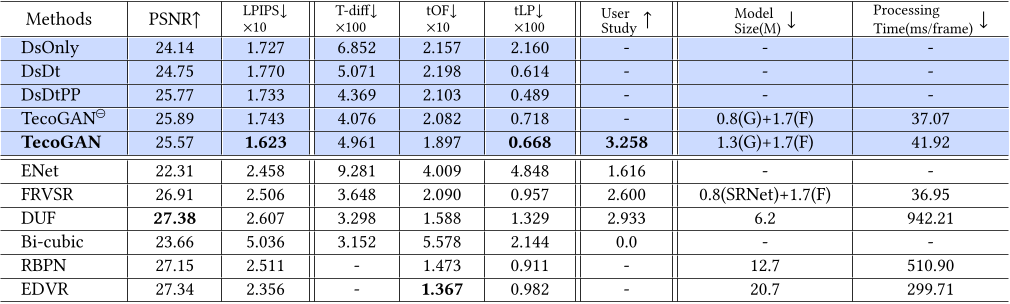 Methods PSNR↑ LPIPS↓ ×10 T-diff↓ ×100 tOF↓ ×10 tLP↓ ×100 User Study ↑ Model Size(M) ↓ Processing Time(ms/frame) ↓
DsOnly 24.14 1.727 6.852 2.157 2.160 - - -
DsDt 24.75 1.770 5.071 2.198 0.614 - - -
DsDtPP 25.77 1.733 4.369 2.103 0.489 - - -
TecoGAN⊖ 25.89 1.743 4.076 2.082 0.718 - 0.8(G)+1.7(F) 37.07
TecoGAN 25.57 1.623 4.961 1.897 0.668 3.258 1.3(G)+1.7(F) 41.92
ENet 22.31 2.458 9.281 4.009 4.848 1.616 - -
FRVSR 26.91 2.506 3.648 2.090 0.957 2.600 0.8(SRNet)+1.7(F) 36.95
DUF 27.38 2.607 3.298 1.588 1.329 2.933 6.2 942.21
Bi-cubic 23.66 5.036 3.152 5.578 2.144 0.0 - -
RBPN 27.15 2.511 - 1.473 0.911 - 12.7 510.90
EDVR 27.34 2.356 - 1.367 0.982 - 20.7 299.71